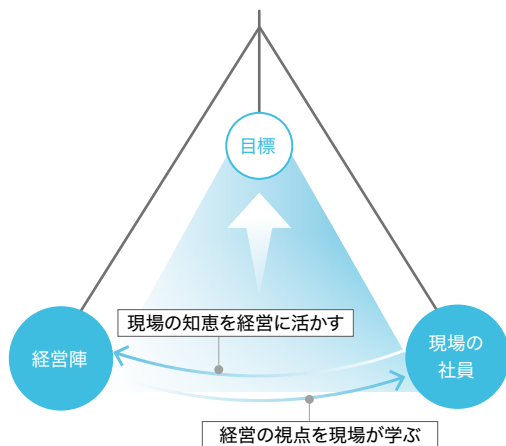 目標
現場の知恵を経営に活かす
経営陣
現場の
社員
経営の視点を現場が学ぶ